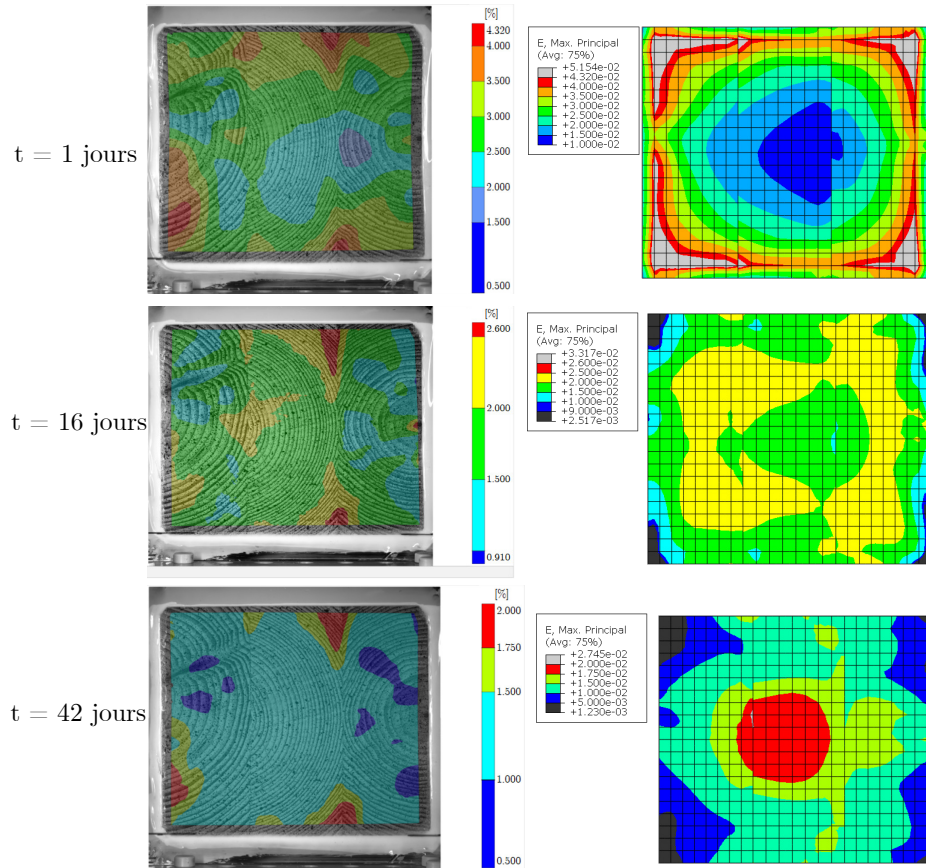 t = 1 jours
[%]
4.320
4.000
3.500
3.000
2.500
2.000
1.500
0.500
E, Max. Principal
(Avg: 75%)
+5.154e-02
+4.320e-02
+4.000e-02
+3.500e-02
+3.000e-02
+2.500e-02
+2.000e-02
+1.500e-02
+1.000e-02
t = 16 jours
[%]
2.600
2.000
1.500
0.910
E, Max. Principal
(Avg: 75%)
+3.317e-02
+2.600e-02
+2.500e-02
+2.000e-02
+1.500e-02
+1.000e-02
+9.000e-03
+2.517e-03
t = 42 jours
[%]
2.000
1.750
1.500
1.000
0.500
E, Max. Principal
(Avg: 75%)
+2.745e-02
+2.000e-02
+1.750e-02
+1.500e-02
+1.000e-02
+5.000e-03
+1.230e-03